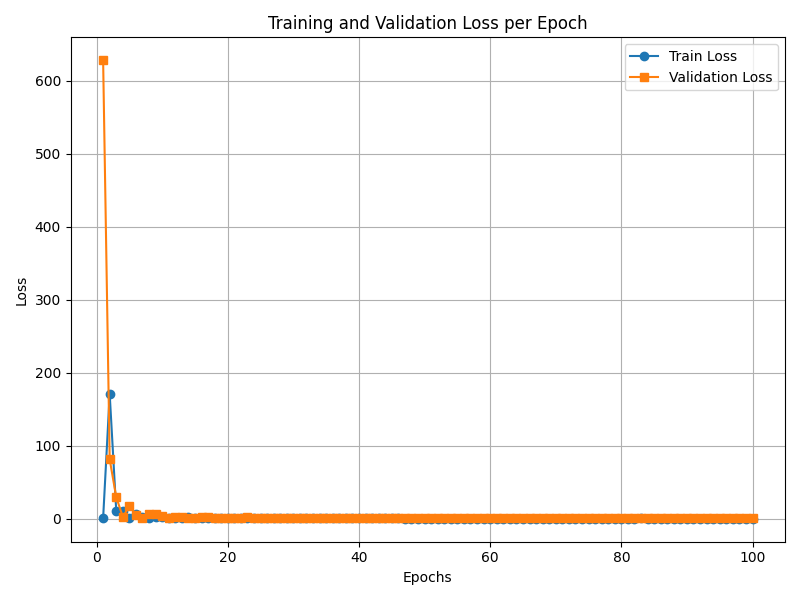 Training and Validation Loss per Epoch
Train Loss
Validation Loss
600
500
400
300
200
100
0
Loss
0 20 40 60 80 100
Epochs